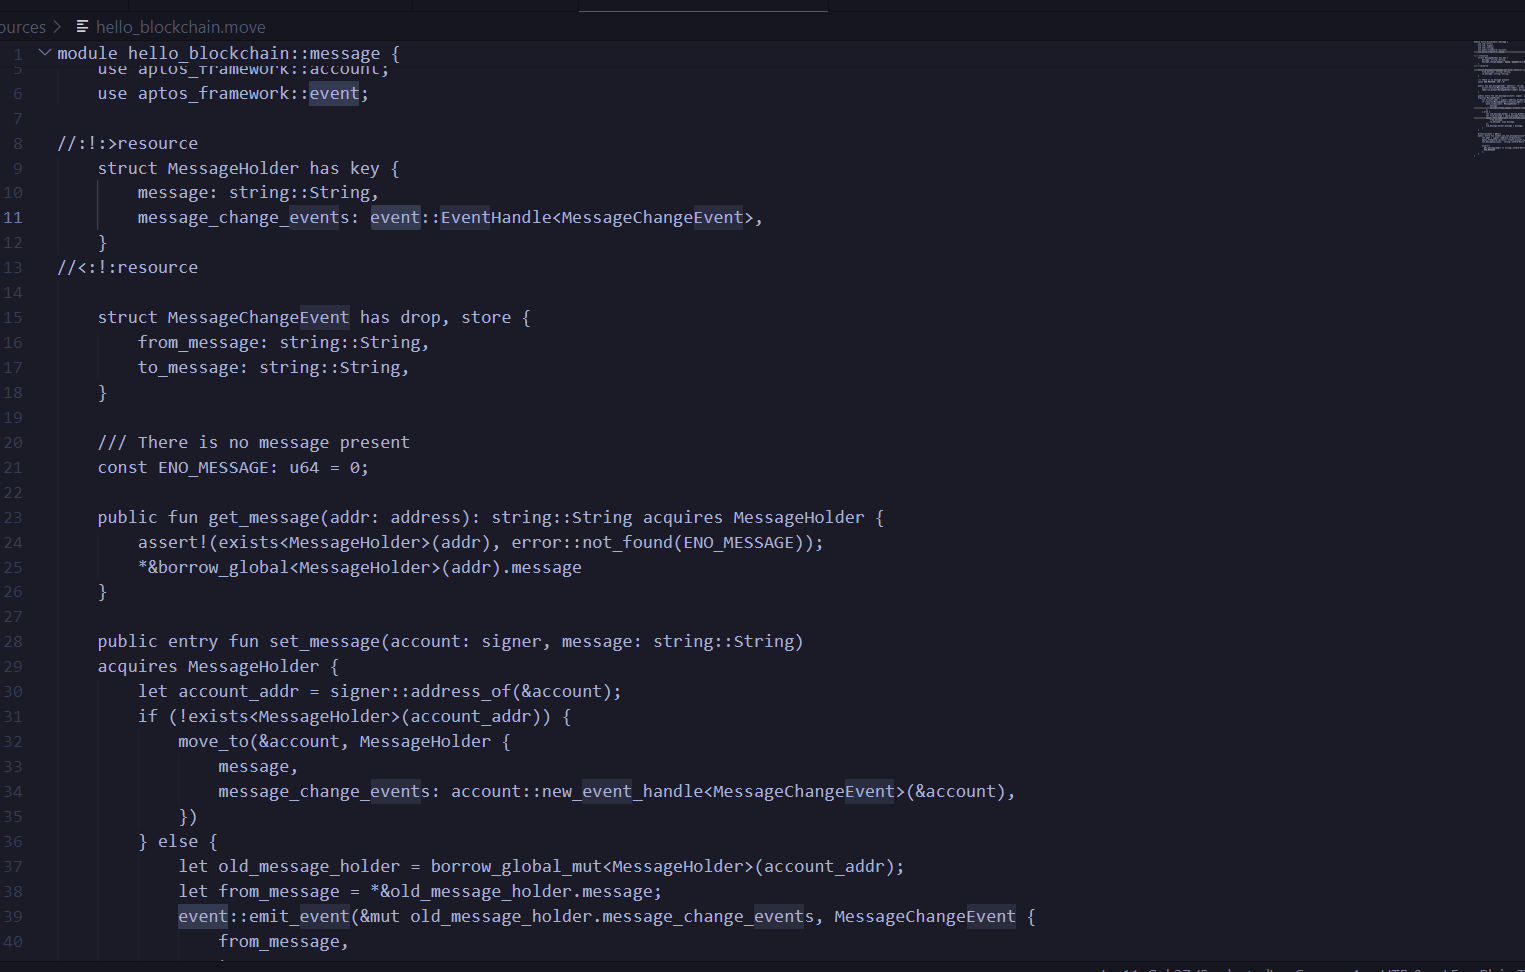 ources > hello_blockchain.move
1 module hello_blockchain::message {
5 use aptos_framework::account;
6 use aptos_framework::event;
7
8 //:!:>resource
9 struct MessageHolder has key {
10 message: string::String,
11 message_change_events: event::EventHandle<MessageChangeEvent>,
12 }
13 //<:!:resource
14
15 struct MessageChangeEvent has drop, store {
16 from_message: string::String,
17 to_message: string::String,
18 }
19
20 /// There is no message present
21 const ENO_MESSAGE: u64 = 0;
22
23 public fun get_message(addr: address): string::String acquires MessageHolder {
24 assert!(exists<MessageHolder>(addr), error::not_found(ENO_MESSAGE));
25 *&borrow_global<MessageHolder>(addr).message
26 }
27
28 public entry fun set_message(account: signer, message: string::String)
29 acquires MessageHolder {
30 let account_addr = signer::address_of(&account);
31 if (!exists<MessageHolder>(account_addr)) {
32 move_to(&account, MessageHolder {
33 message,
34 message_change_events: account::new_event_handle<MessageChangeEvent>(&account),
35 })
36 } else {
37 let old_message_holder = borrow_global_mut<MessageHolder>(account_addr);
38 let from_message = *&old_message_holder.message;
39 event::emit_event(&mut old_message_holder.message_change_events, MessageChangeEvent {
40 from_message,